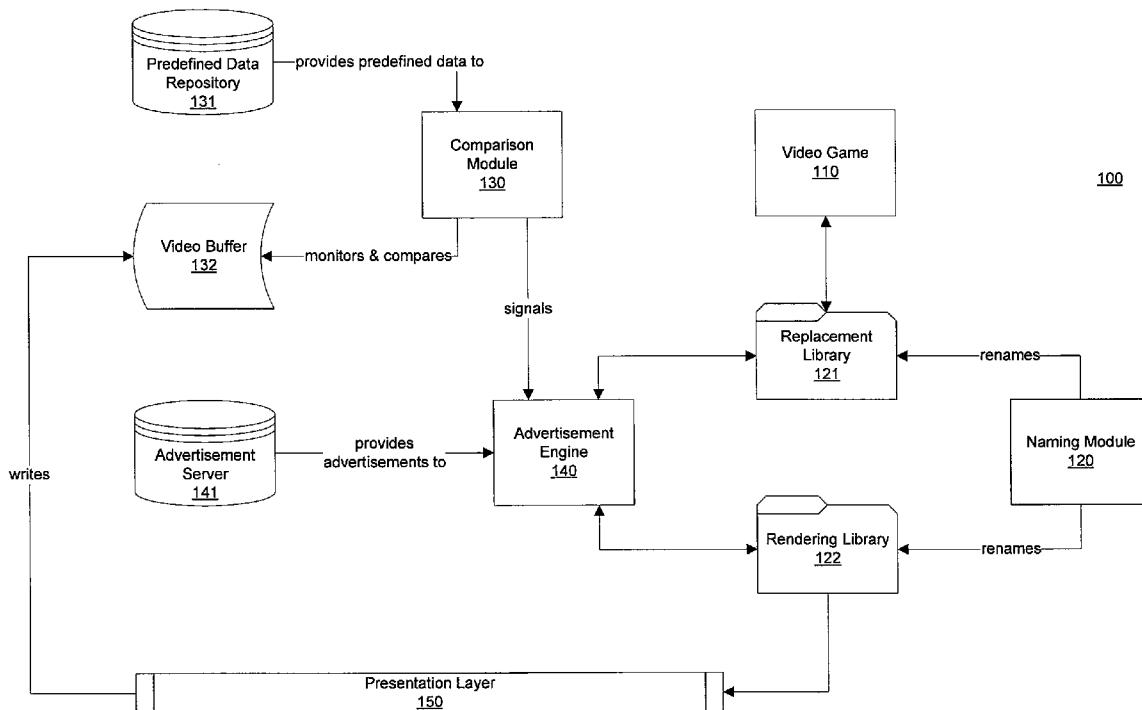 Predefined Data
Repository
131
provides predefined data to
Comparison
Module
130
Video Game
110
100
Video Buffer
132
monitors & compares
signals
Replacement
Library
121
renames
Advertisement
Server
141
provides
advertisements to
Advertisement
Engine
140
Naming Module
120
writes
Rendering Library
122
renames
Presentation Layer
150